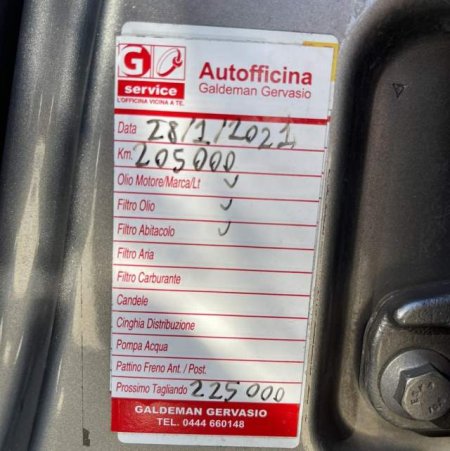 G
service
L'OFFICINA VICINA A TE.
Autofficina
Galdeman Gervasio
Data 28/1/2021
Km. 205000
Olio Motore/Marca/Lt ✓
Filtro Olio ✓
Filtro Abitacolo ✓
Filtro Aria
Filtro Carburante
Candele
Cinghia Distribuzione
Pompa Acqua
Pattino Freno Ant. / Post.
Prossimo Tagliando 225000
GALDEMAN GERVASIO
TEL. 0444 660148